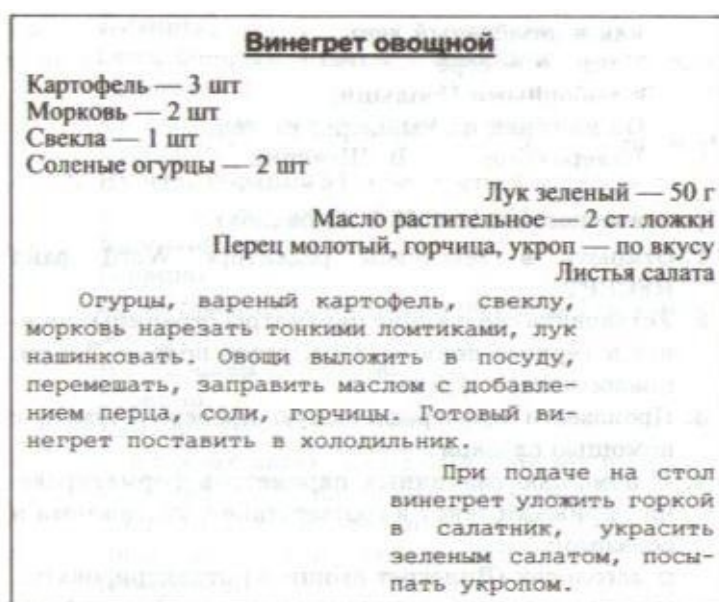 Винегрет овощной
Картофель — 3 шт
Морковь — 2 шт
Свекла — 1 шт
Соленые огурцы — 2 шт
Лук зеленый — 50 г
Масло растительное — 2 ст. ложки
Перец молотый, горчица, укроп — по вкусу
Листья салата
Огурцы, вареный картофель, свеклу,
морковь нарезать тонкими ломтиками, лук
нашинковать. Овощи выложить в посуду,
перемешать, заправить маслом с добавле-
нием перца, соли, горчицы. Готовый ви-
негрет поставить в холодильник.
При подаче на стол
винегрет уложить горкой
в салатник, украсить
зеленым салатом, посы-
пать укропом.